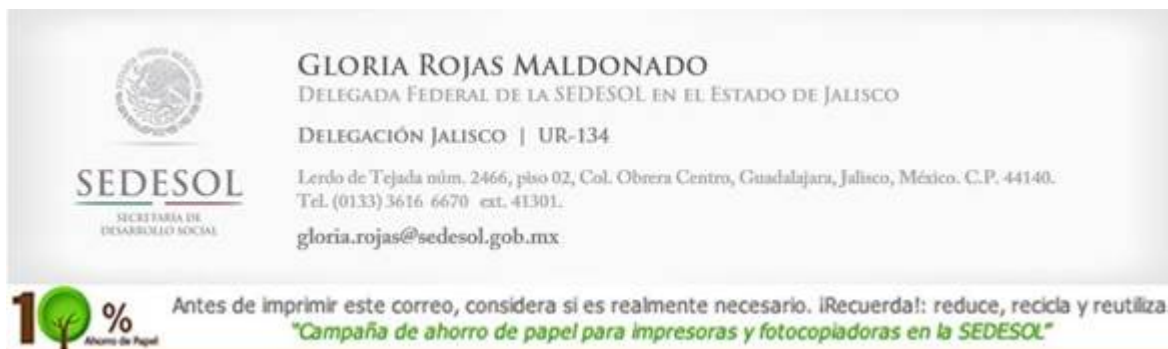 GLORIA ROJAS MALDONADO
DELEGADA FEDERAL DE LA SEDESOL EN EL ESTADO DE JALISCO
DELEGACIÓN JALISCO | UR-134
SEDESOL
SECRETARÍA DE
DESARROLLO SOCIAL
Lerdo de Tejada núm. 2466, piso 02, Col. Obrera Centro, Guadalajara, Jalisco, México. C.P. 44140.
Tel. (0133) 3616 6670 ext. 41301.
gloria.rojas@sedesol.gob.mx
10 %
Ahorro de Papel
Antes de imprimir este correo, considera si es realmente necesario. ¡Recuerda!: reduce, recicla y reutiliza
"Campaña de ahorro de papel para impresoras y fotocopiadoras en la SEDESOL"